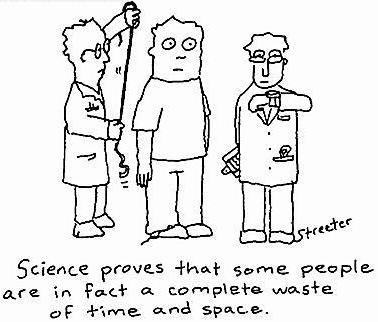 Streeter
Science proves that some people
are in fact a complete waste
of time and space.